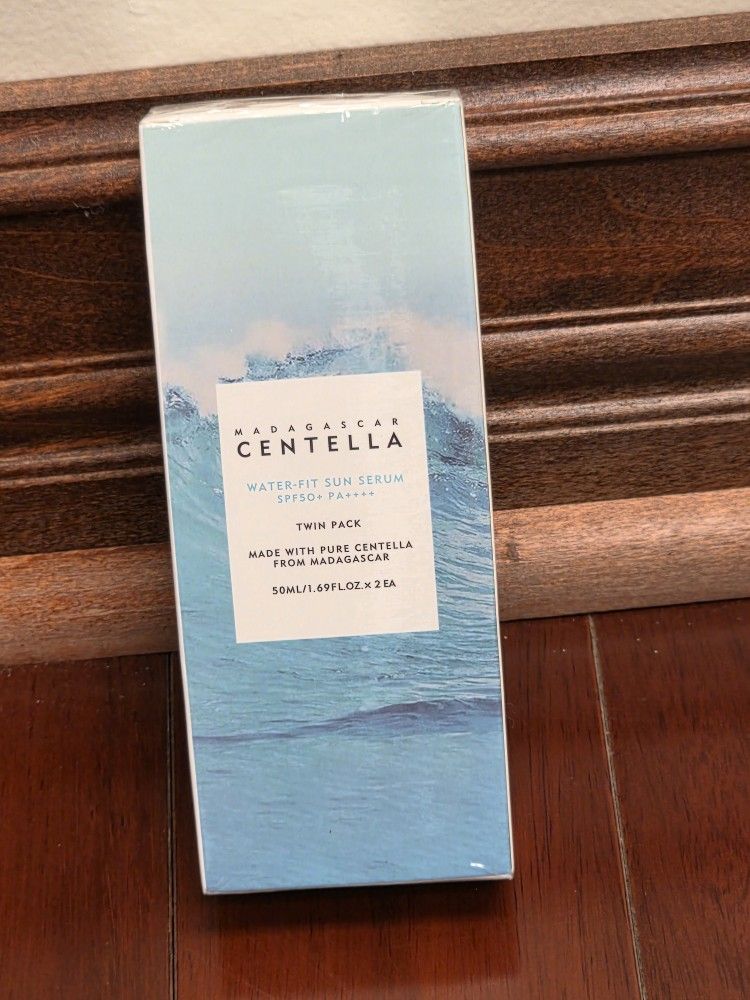 MADAGASCAR
CENTELLA
WATER-FIT SUN SERUM
SPF50+ PA++++
TWIN PACK
MADE WITH PURE CENTELLA
FROM MADAGASCAR
50ML/1.69FL.OZ.x 2 EA